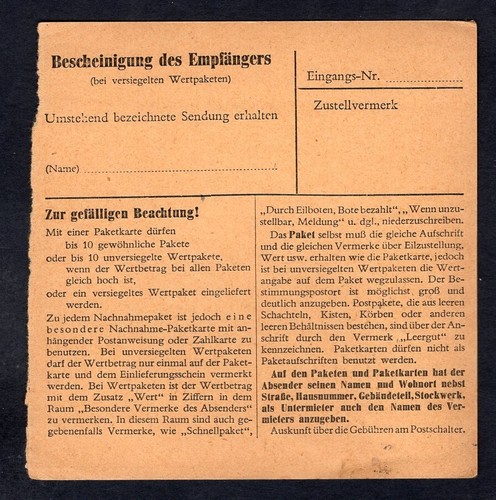 Bescheinigung des Empfängers
(bei versiegelten Wertpaketen)
Umstehend bezeichnete Sendung erhalten
(Name)
Eingangs-Nr.
Zustellvermerk
Zur gefälligen Beachtung!
Mit einer Paketkarte dürfen
bis 10 gewöhnliche Pakete
oder bis 10 unversiegelte Wertpakete,
wenn der Wertbetrag bei allen Paketen
gleich hoch ist,
oder ein versiegeltes Wertpaket eingeliefert
werden.
Zu jedem Nachnahmepaket ist jedoch eine
besondere Nachnahme-Paketkarte mit an-
hängender Postanweisung oder Zahlkarte zu
benutzen. Bei unversiegelten Wertpaketen
darf der Wertbetrag nur einmal auf der Paket-
karte und dem Einlieferungsschein vermerkt
werden. Bei Wertpaketen ist der Wertbetrag
mit dem Zusatz „Wert" in Ziffern in dem
Raum „Besondere Vermerke des Absenders"
zu vermerken. In diesem Raum sind auch ge-
gebenenfalls Vermerke, wie „Schnellpaket",
„Durch Eilboten, Bote bezahlt", „Wenn unzu-
stellbar, Meldung" u. dgl., niederzuschreiben.
Das Paket selbst muß die gleiche Aufschrift
und die gleichen Vermerke über Eilzustellung,
Wert usw. erhalten wie die Paketkarte, jedoch
ist bei unversiegelten Wertpaketen die Wert-
angabe auf dem Paket wegzulassen. Der Be-
stimmungspostort ist möglichst groß und
deutlich anzugeben. Postpakete, die aus leeren
Schachteln, Kisten, Körben oder anderen
leeren Behältnissen bestehen, sind über der An-
schrift durch den Vermerk „Leergut" zu
kennzeichnen. Paketkarten dürfen nicht als
Paketaufschriften benutzt werden.
Auf den Paketen und Paketkarten hat der
Absender seinen Namen und Wohnort nebst
Straße, Hausnummer, Gebäudeteil, Stockwerk,
als Untermieter auch den Namen des Ver-
mieters anzugeben.
Auskunft über die Gebühren am Postschalter.